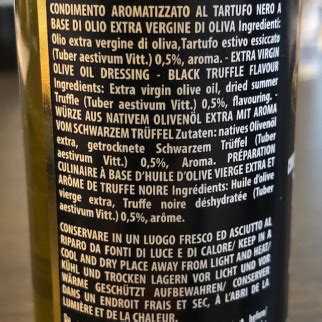 CONDIMENTO AROMATIZZATO AL TARTUFO NERO A
BASE DI OLIO EXTRA VERGINE DI OLIVA Ingredienti:
Olio extra vergine di oliva,Tartufo estivo essiccato
(Tuber aestivum Vitt.) 0,5%, aroma. - EXTRA VIRGIN
OLIVE OIL DRESSING - BLACK TRUFFLE FLAVOUR
Ingredients: Extra virgin olive oil, dried summer
Truffle (Tuber aestivum Vitt.) 0,5%, flavouring. -
WÜRZE AUS NATIVEM OLIVENÖL EXTRA MIT AROMA
VOM SCHWARZEM TRÜFFEL Zutaten: natives Olivenöl
extra, getrocknete Schwarzem Trüffel (Tuber
aestivum Vitt.) 0,5%, Aroma. PRÉPARATION
CULINAIRE À BASE D'HUILE D'OLIVE VIERGE EXTRA ET
ARÔME DE TRUFFE NOIRE Ingrédients: Huile d'olive
vierge extra, Truffe noire déshydratée (Tuber
aestivum Vitt.) 0,5%, arôme.
CONSERVARE IN UN LUOGO FRESCO ED ASCIUTTO AL
RIPARO DA FONTI DI LUCE E DI CALORE/ KEEP IN A
COOL AND DRY PLACE AWAY FROM LIGHT AND HEAT/
KÜHL UND TROCKEN LAGERN VOR LICHT UND VOR
WÄRME GESCHÜTZT AUFBEWAHREN/ CONSERVER
DANS UN ENDROIT FRAIS ET SEC, À L'ABRI DE LA
LUMIÈRE ET DE LA CHALEUR.